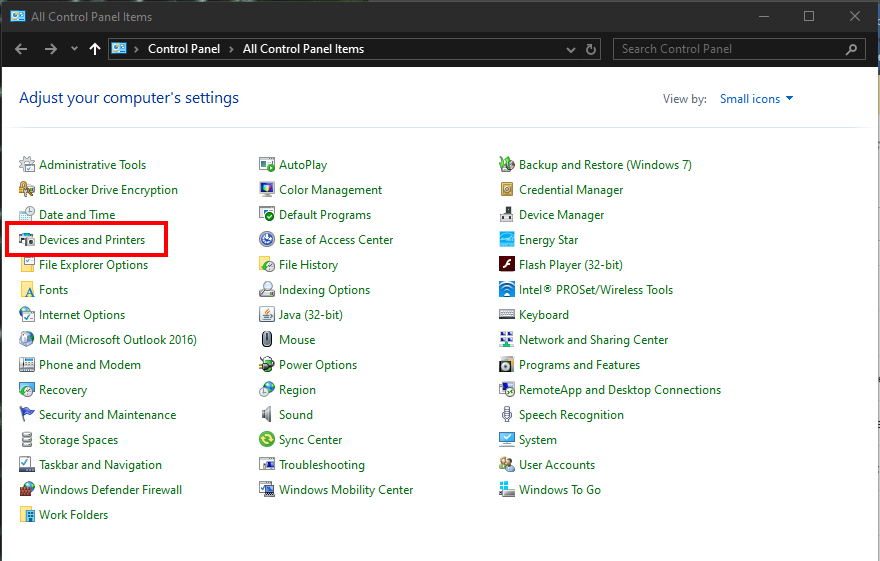 All Control Panel Items
Control Panel > All Control Panel Items
Search Control Panel
Adjust your computer's settings
View by: Small icons
Administrative Tools
BitLocker Drive Encryption
Date and Time
Devices and Printers
File Explorer Options
Fonts
Internet Options
Mail (Microsoft Outlook 2016)
Phone and Modem
Recovery
Security and Maintenance
Storage Spaces
Taskbar and Navigation
Windows Defender Firewall
Work Folders
AutoPlay
Color Management
Default Programs
Ease of Access Center
File History
Indexing Options
Java (32-bit)
Mouse
Power Options
Region
Sound
Sync Center
Troubleshooting
Windows Mobility Center
Backup and Restore (Windows 7)
Credential Manager
Device Manager
Energy Star
Flash Player (32-bit)
Intel® PROSet/Wireless Tools
Keyboard
Network and Sharing Center
Programs and Features
RemoteApp and Desktop Connections
Speech Recognition
System
User Accounts
Windows To Go